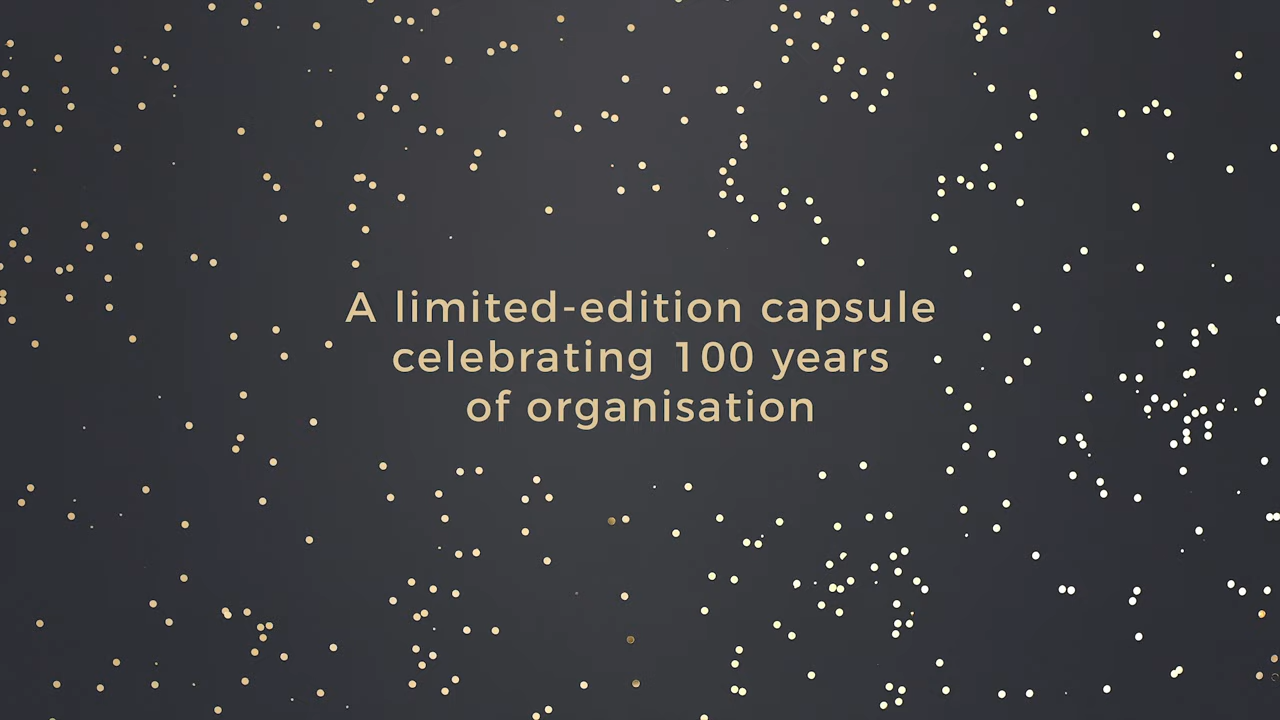 A limited-edition capsule
celebrating 100 years
of organisation